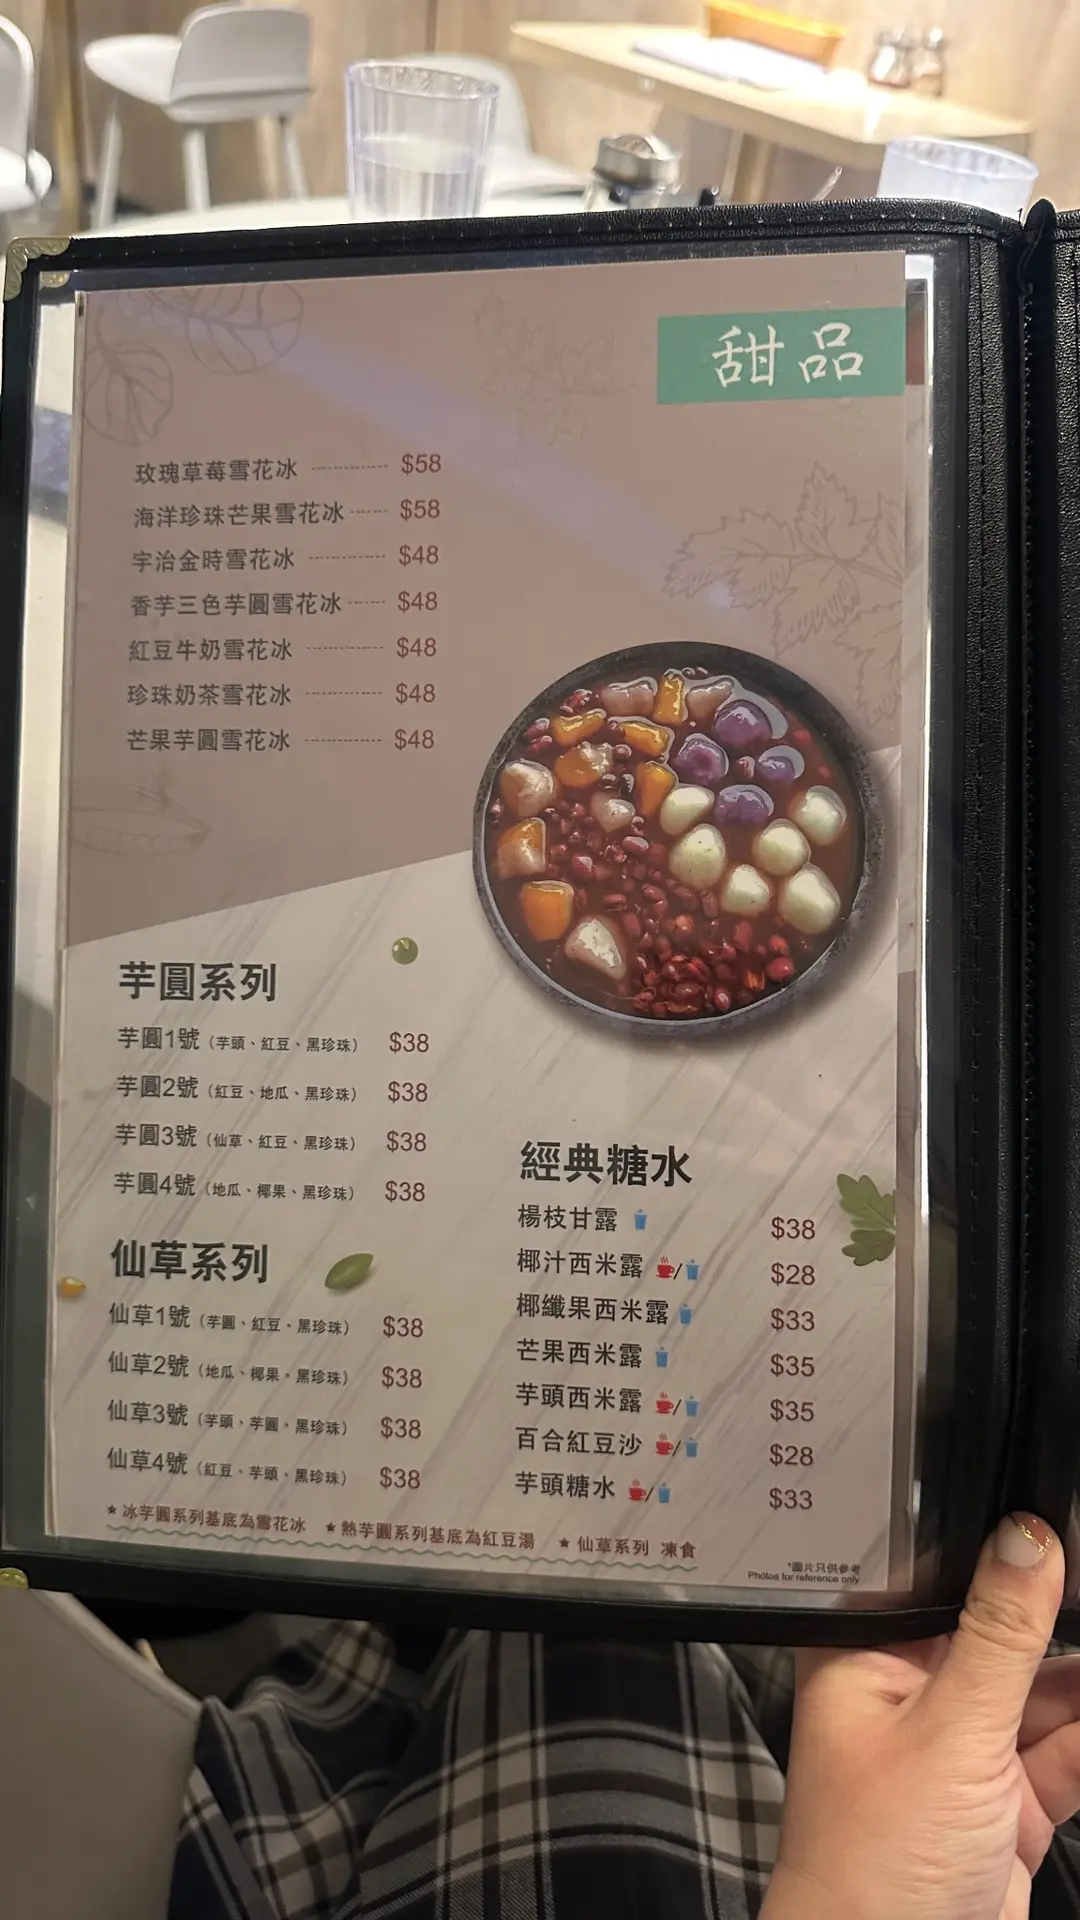 甜品
玫瑰草莓雪花冰 $58
海洋珍珠芒果雪花冰 $58
宇治金時雪花冰 $48
香芋三色芋圓雪花冰 $48
紅豆牛奶雪花冰 $48
珍珠奶茶雪花冰 $48
芒果芋圓雪花冰 $48
芋圓系列
芋圓1號（芋頭、紅豆、黑珍珠） $38
芋圓2號（紅豆、地瓜、黑珍珠） $38
芋圓3號（仙草、紅豆、黑珍珠） $38
芋圓4號（地瓜、椰果、黑珍珠） $38
仙草系列
仙草1號（芋圓、紅豆、黑珍珠） $38
仙草2號（地瓜、椰果、黑珍珠） $38
仙草3號（芋頭、芋圓、黑珍珠） $38
仙草4號（紅豆、芋頭、黑珍珠） $38
經典糖水
楊枝甘露 $38
椰汁西米露 / $28
椰纖果西米露 $33
芒果西米露 $35
芋頭西米露 / $35
百合紅豆沙 / $28
芋頭糖水 / $33
★ 冰芋圓系列基底為雪花冰 ★ 熱芋圓系列基底為紅豆湯 ★ 仙草系列 凍食
*圖片只供參考
Photos for reference only